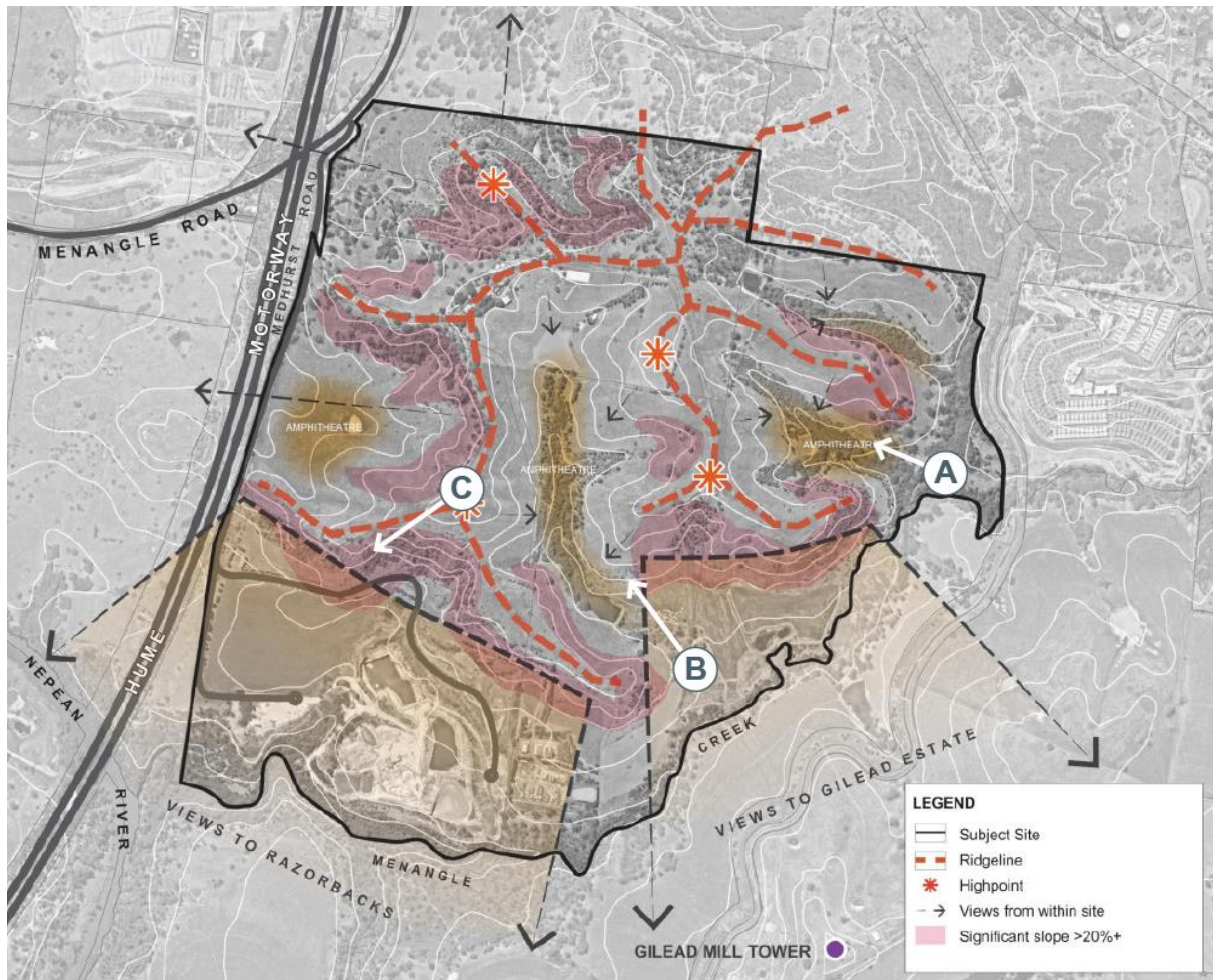 MENANGLE ROAD
MOTORWAY
MEDHURST ROAD
AMPHITHEATRE
AMPHITHEATRE
AMPHITHEATRE
A
C
B
HUME
NEPEAN
RIVER
VIEWS TO RAZORBACKS
MENANGLE
CREEK
VIEWS TO GILEAD ESTATE
GILEAD MILL TOWER
LEGEND
Subject Site
Ridgeline
Highpoint
Views from within site
Significant slope >20%+